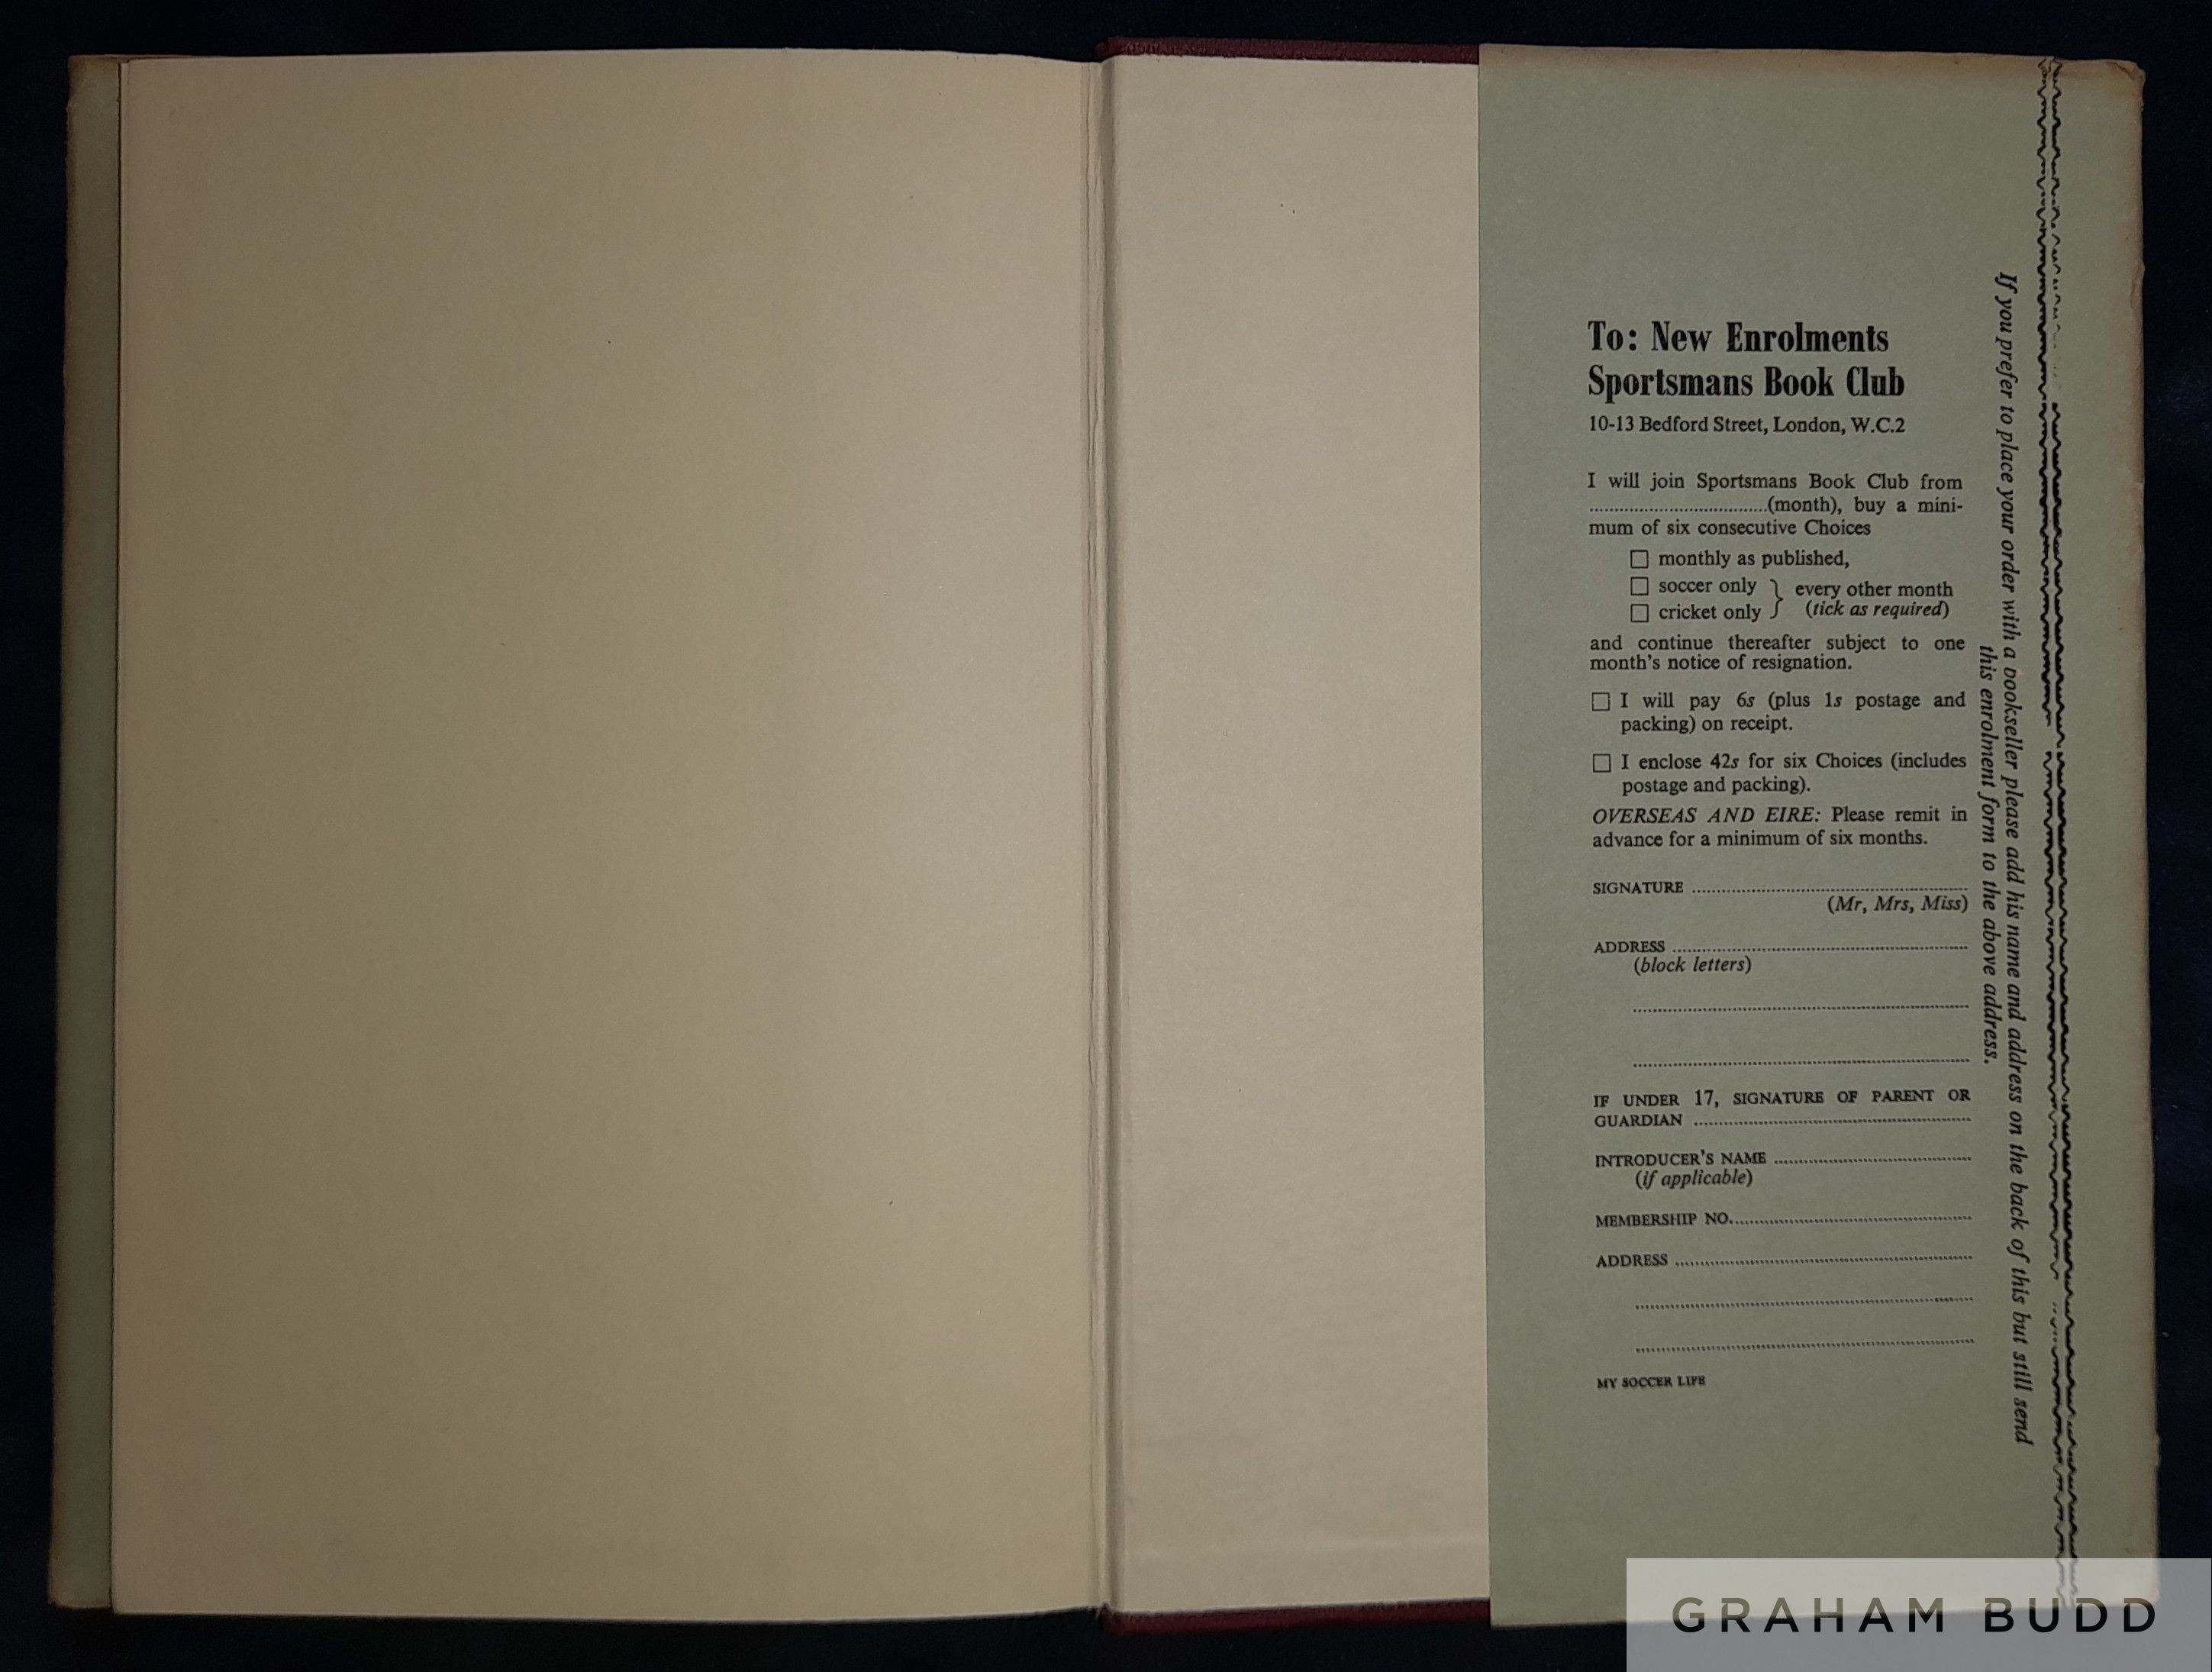 To: New Enrolments
Sportsmans Book Club
10-13 Bedford Street, London, W.C.2
I will join Sportsmans Book Club from
....................................(month), buy a mini-
mum of six consecutive Choices
☐ monthly as published,
☐ soccer only } every other month
☐ cricket only } (tick as required)
and continue thereafter subject to one
month's notice of resignation.
☐ I will pay 6s (plus 1s postage and
packing) on receipt.
☐ I enclose 42s for six Choices (includes
postage and packing).
OVERSEAS AND EIRE: Please remit in
advance for a minimum of six months.
SIGNATURE ........................................
(Mr, Mrs, Miss)
ADDRESS ........................................
(block letters)
IF UNDER 17, SIGNATURE OF PARENT OR
GUARDIAN ........................................
INTRODUCER'S NAME ........................................
(if applicable)
MEMBERSHIP NO.........................................
ADDRESS ........................................
MY SOCCER LIFE
If you prefer to place your order with a bookseller please add his name and address on the back of this but still send
this enrolment form to the above address.
GRAHAM BUDD